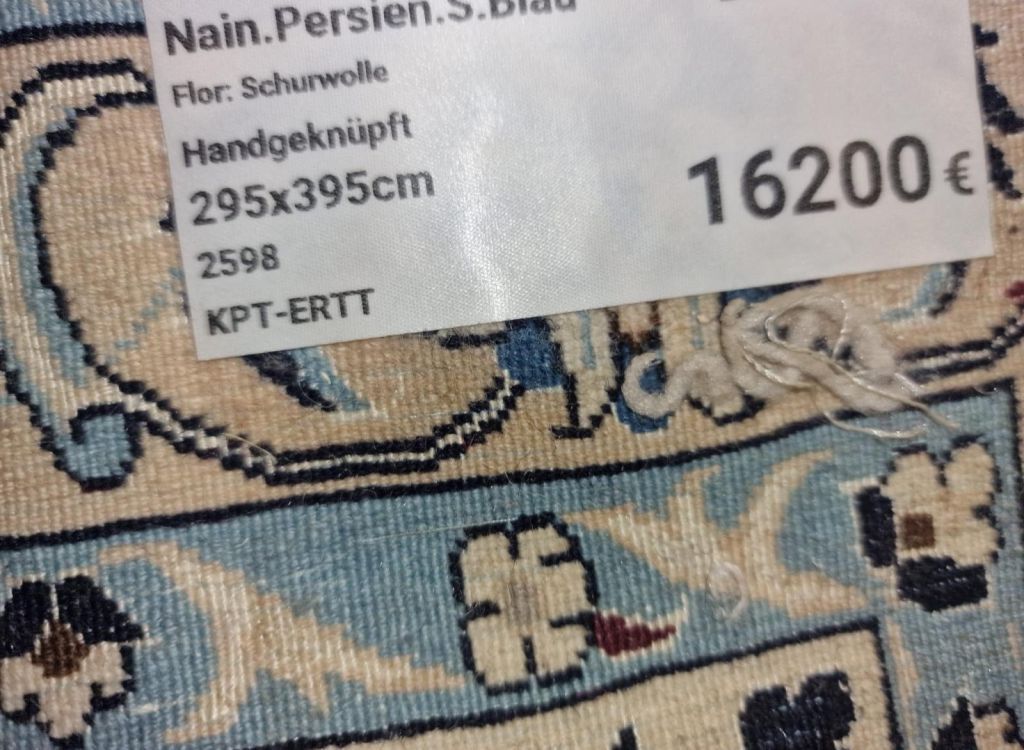 Nain.Persien.S.Blau
Flor: Schurwolle
Handgeknüpft
295x395cm
16200 €
2598
KPT-ERTT